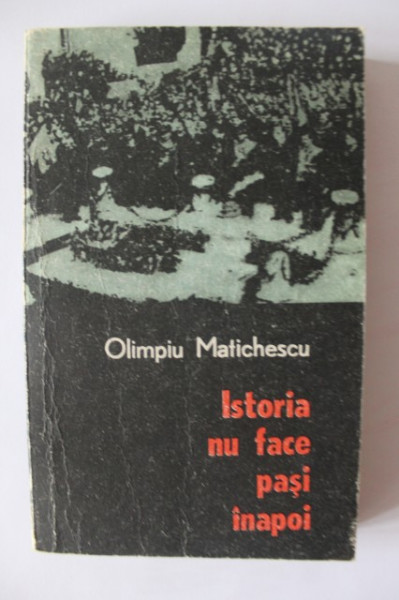 Olimpiu Matichescu
Istoria
nu face
pași
înapoi